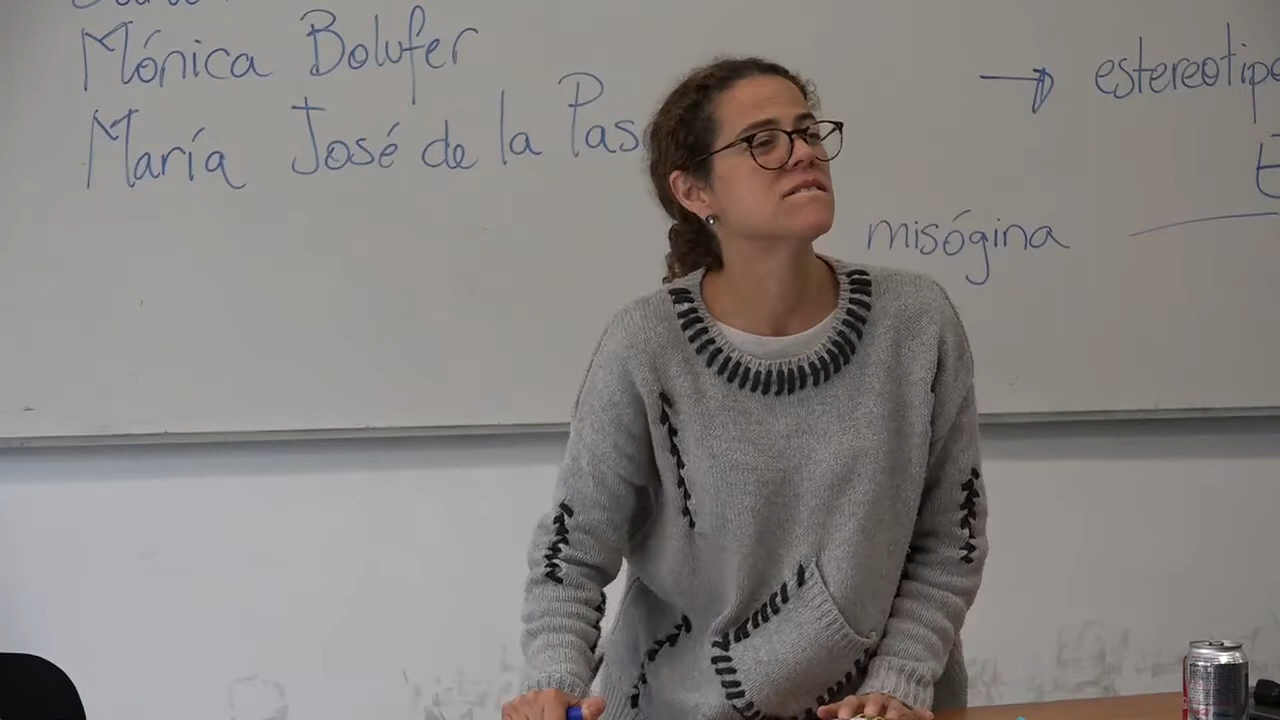 Mónica Bolufer
María José de la Pas
→ estereotip
misógina